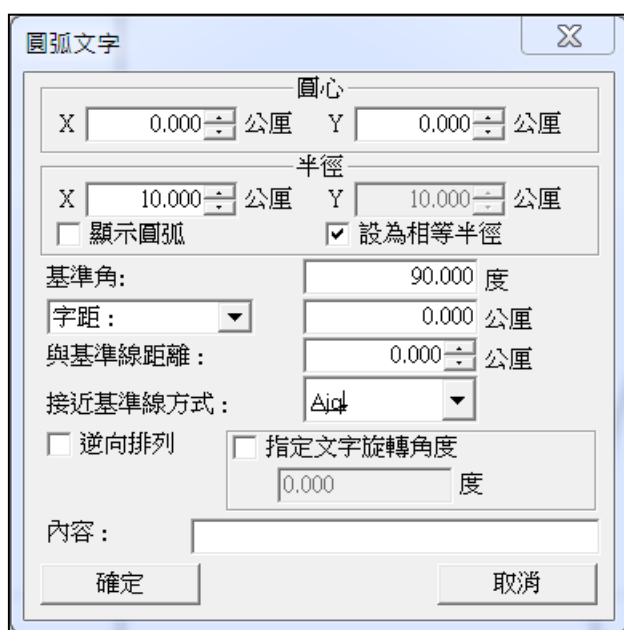 圓弧文字
圓心
X 0.000 公厘 Y 0.000 公厘
半徑
X 10.000 公厘 Y 10.000 公厘
顯示圓弧 設為相等半徑
基準角: 90.000 度
字距： 0.000 公厘
與基準線距離： 0.000 公厘
接近基準線方式： Ajq
逆向排列 指定文字旋轉角度
0.000 度
內容：
確定 取消